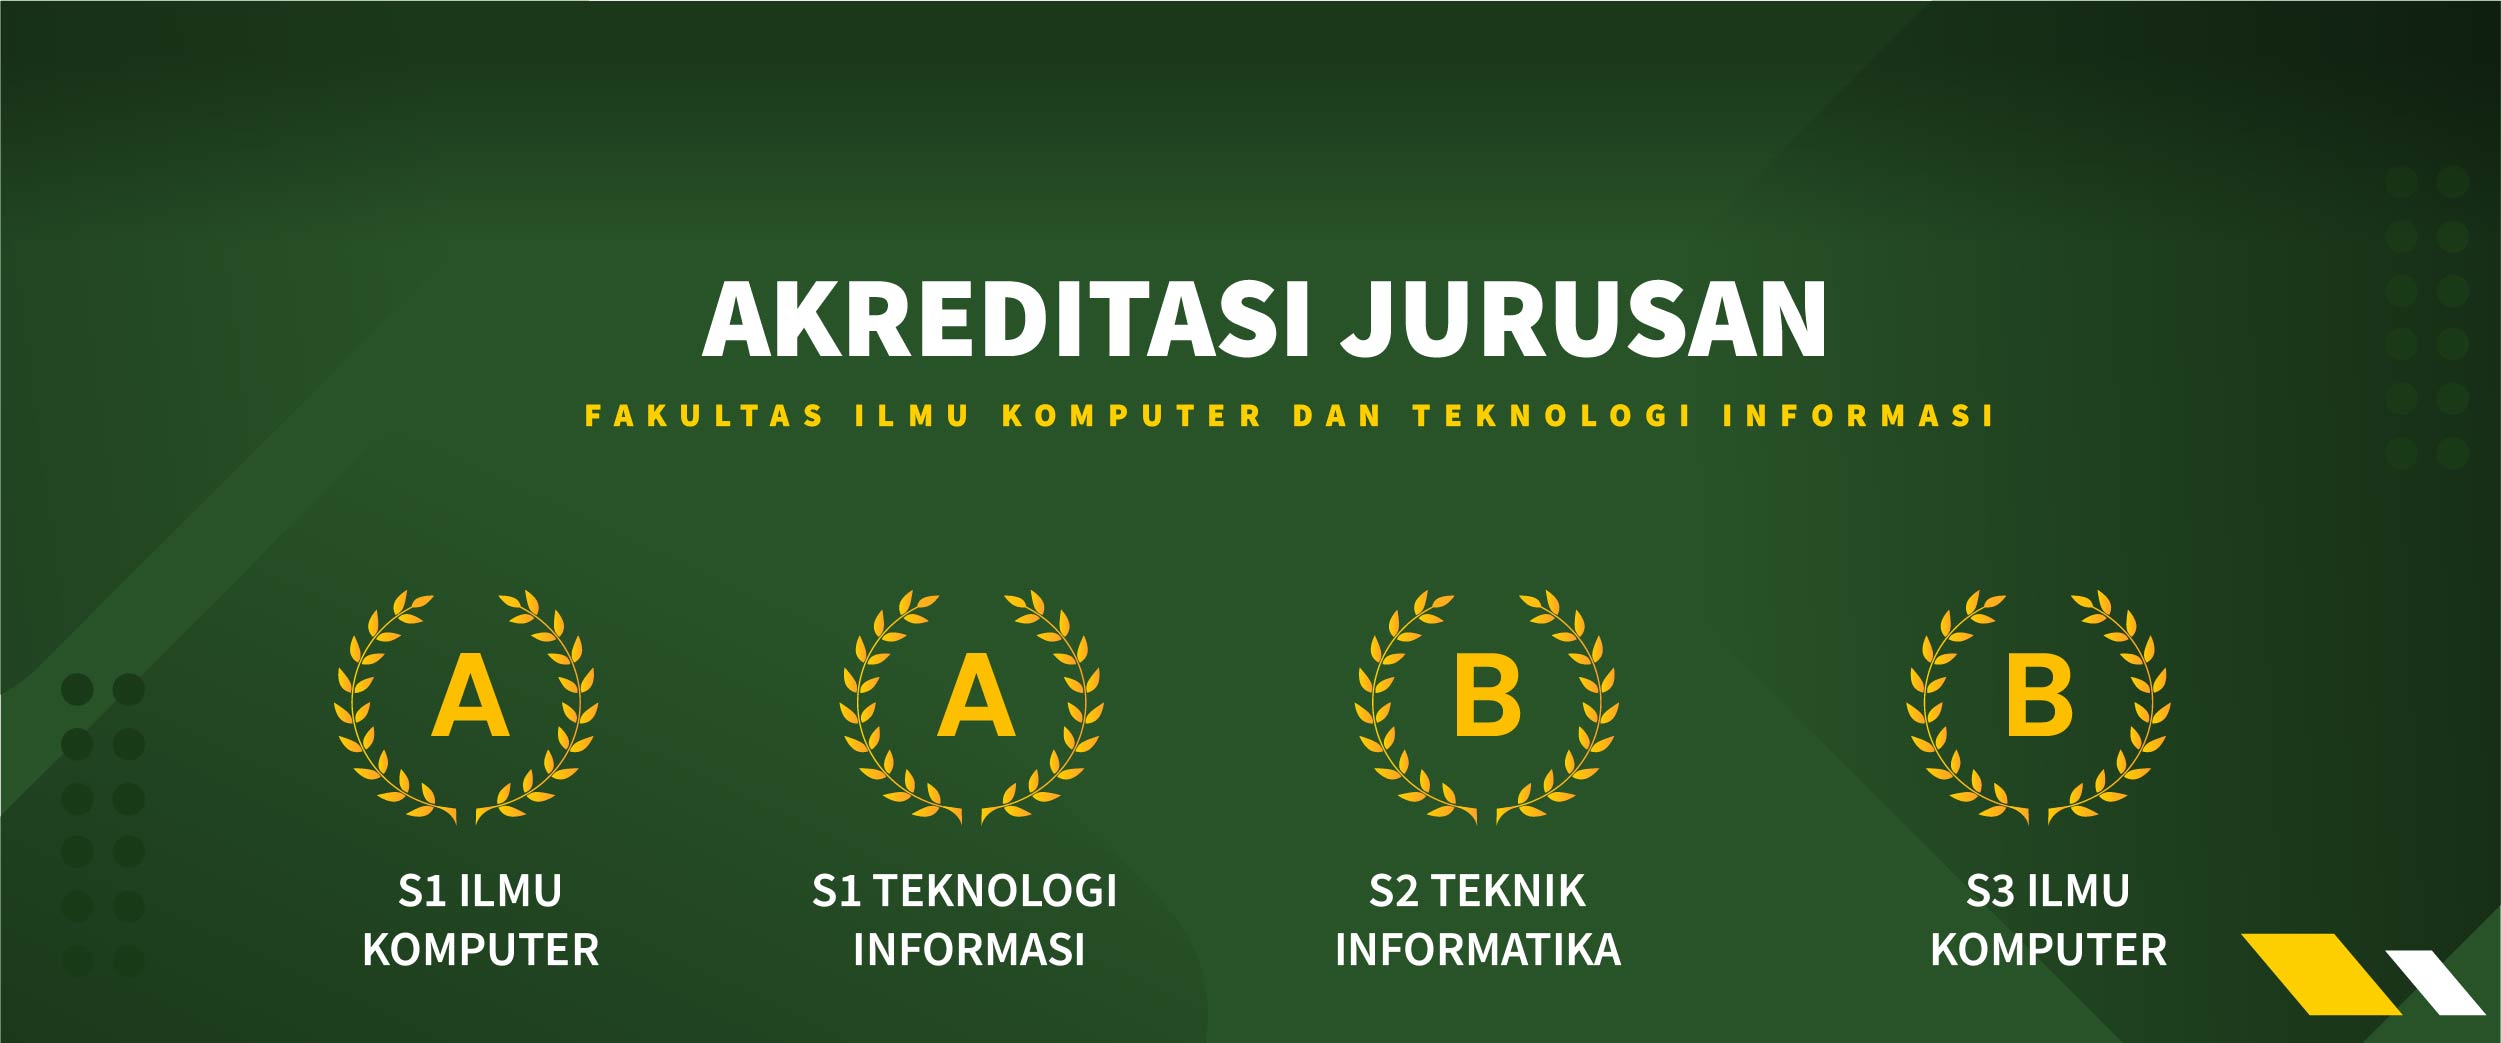 AKREDITASI JURUSAN
FAKULTAS ILMU KOMPUTER DAN TEKNOLOGI INFORMASI
A
S1 ILMU
KOMPUTER
A
S1 TEKNOLOGI
INFORMASI
B
S2 TEKNIK
INFORMATIKA
B
S3 ILMU
KOMPUTER